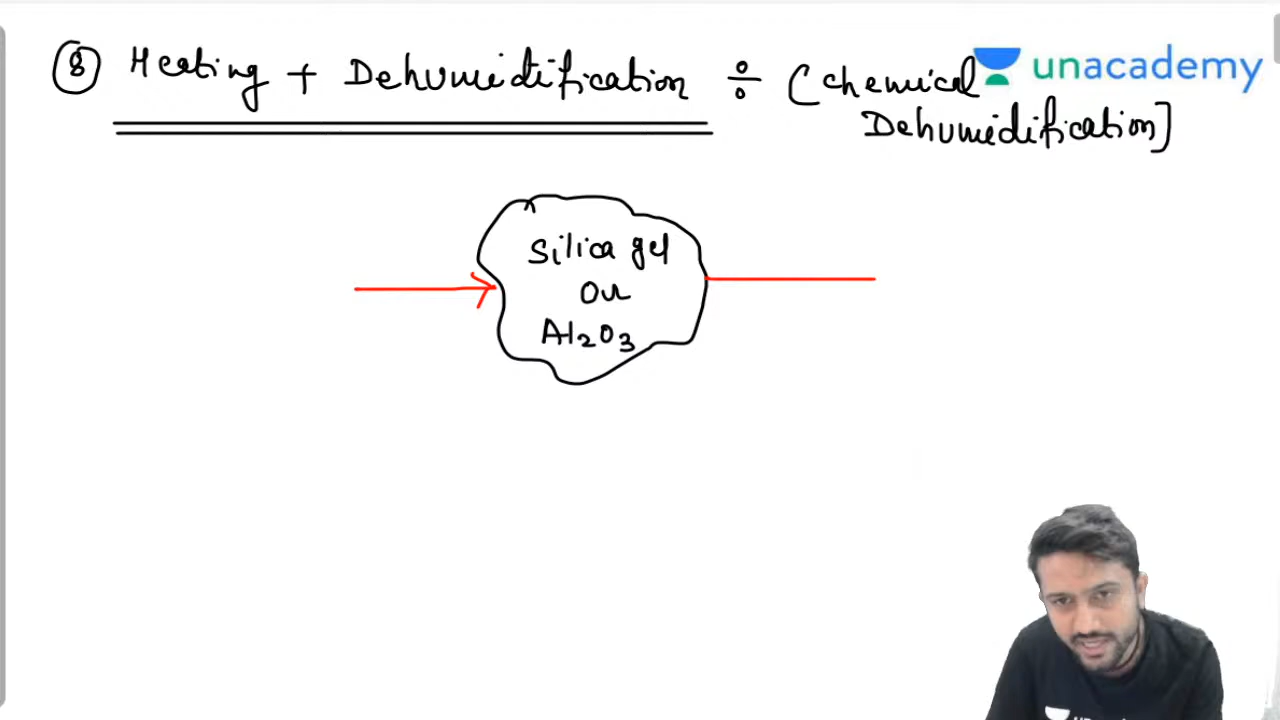 ⑧ Heating + Dehumidification ÷ (chemical
Dehumidification]
unacademy
Silica gel
Or
Al₂O₃